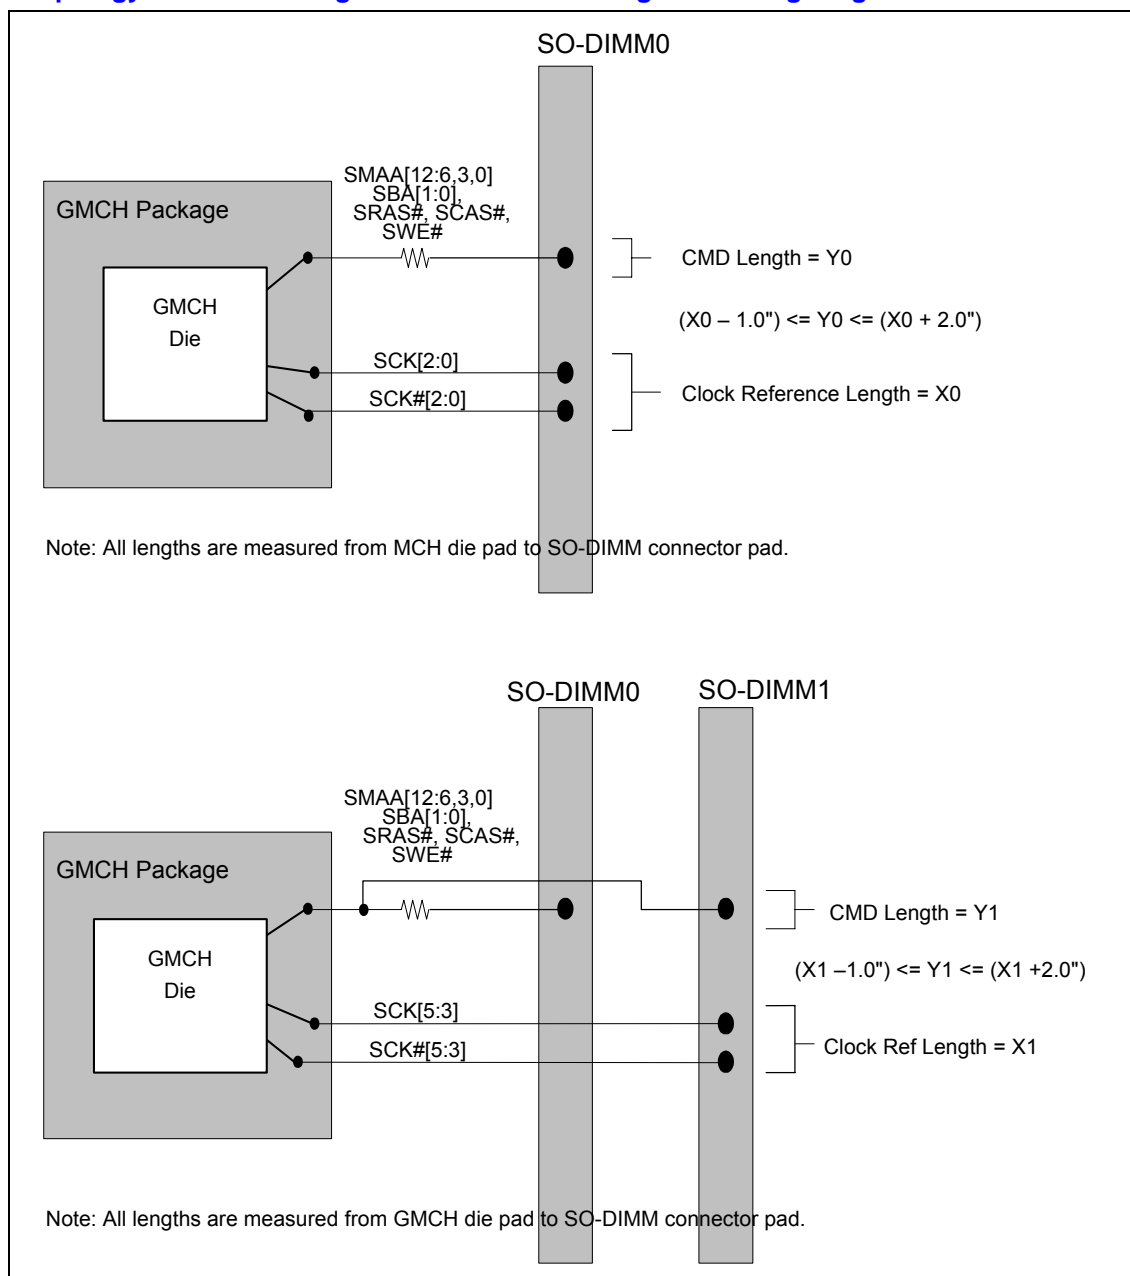 SO-DIMM0
SMAA[12:6,3,0]
SBA[1:0],
SRAS#, SCAS#,
SWE#
GMCH Package
GMCH
Die
CMD Length = Y0
(X0 – 1.0") <= Y0 <= (X0 + 2.0")
SCK[2:0]
SCK#[2:0]
Clock Reference Length = X0
Note: All lengths are measured from MCH die pad to SO-DIMM connector pad.
SO-DIMM0
SO-DIMM1
SMAA[12:6,3,0]
SBA[1:0],
SRAS#, SCAS#,
SWE#
GMCH Package
GMCH
Die
CMD Length = Y1
(X1 –1.0") <= Y1 <= (X1 +2.0")
SCK[5:3]
SCK#[5:3]
Clock Ref Length = X1
Note: All lengths are measured from GMCH die pad to SO-DIMM connector pad.